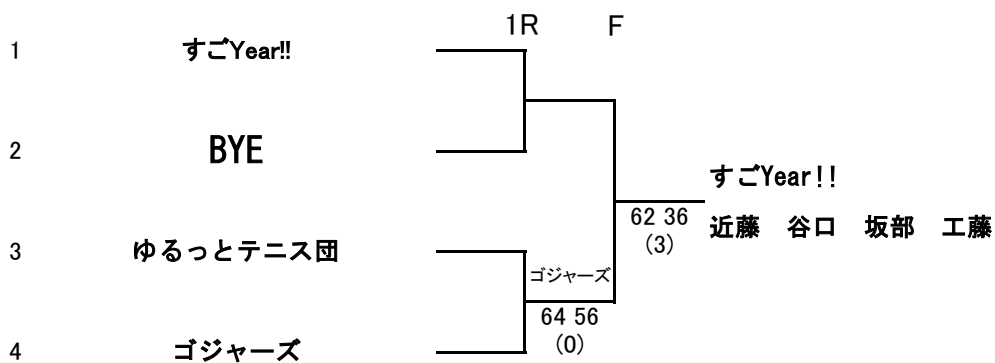 1R F
1 すごYear!!
2 BYE
すごYear!!
62 36
(3)
近藤 谷口 坂部 工藤
3 ゆるっとテニス団
ゴジャーズ
64 56
(0)
4 ゴジャーズ